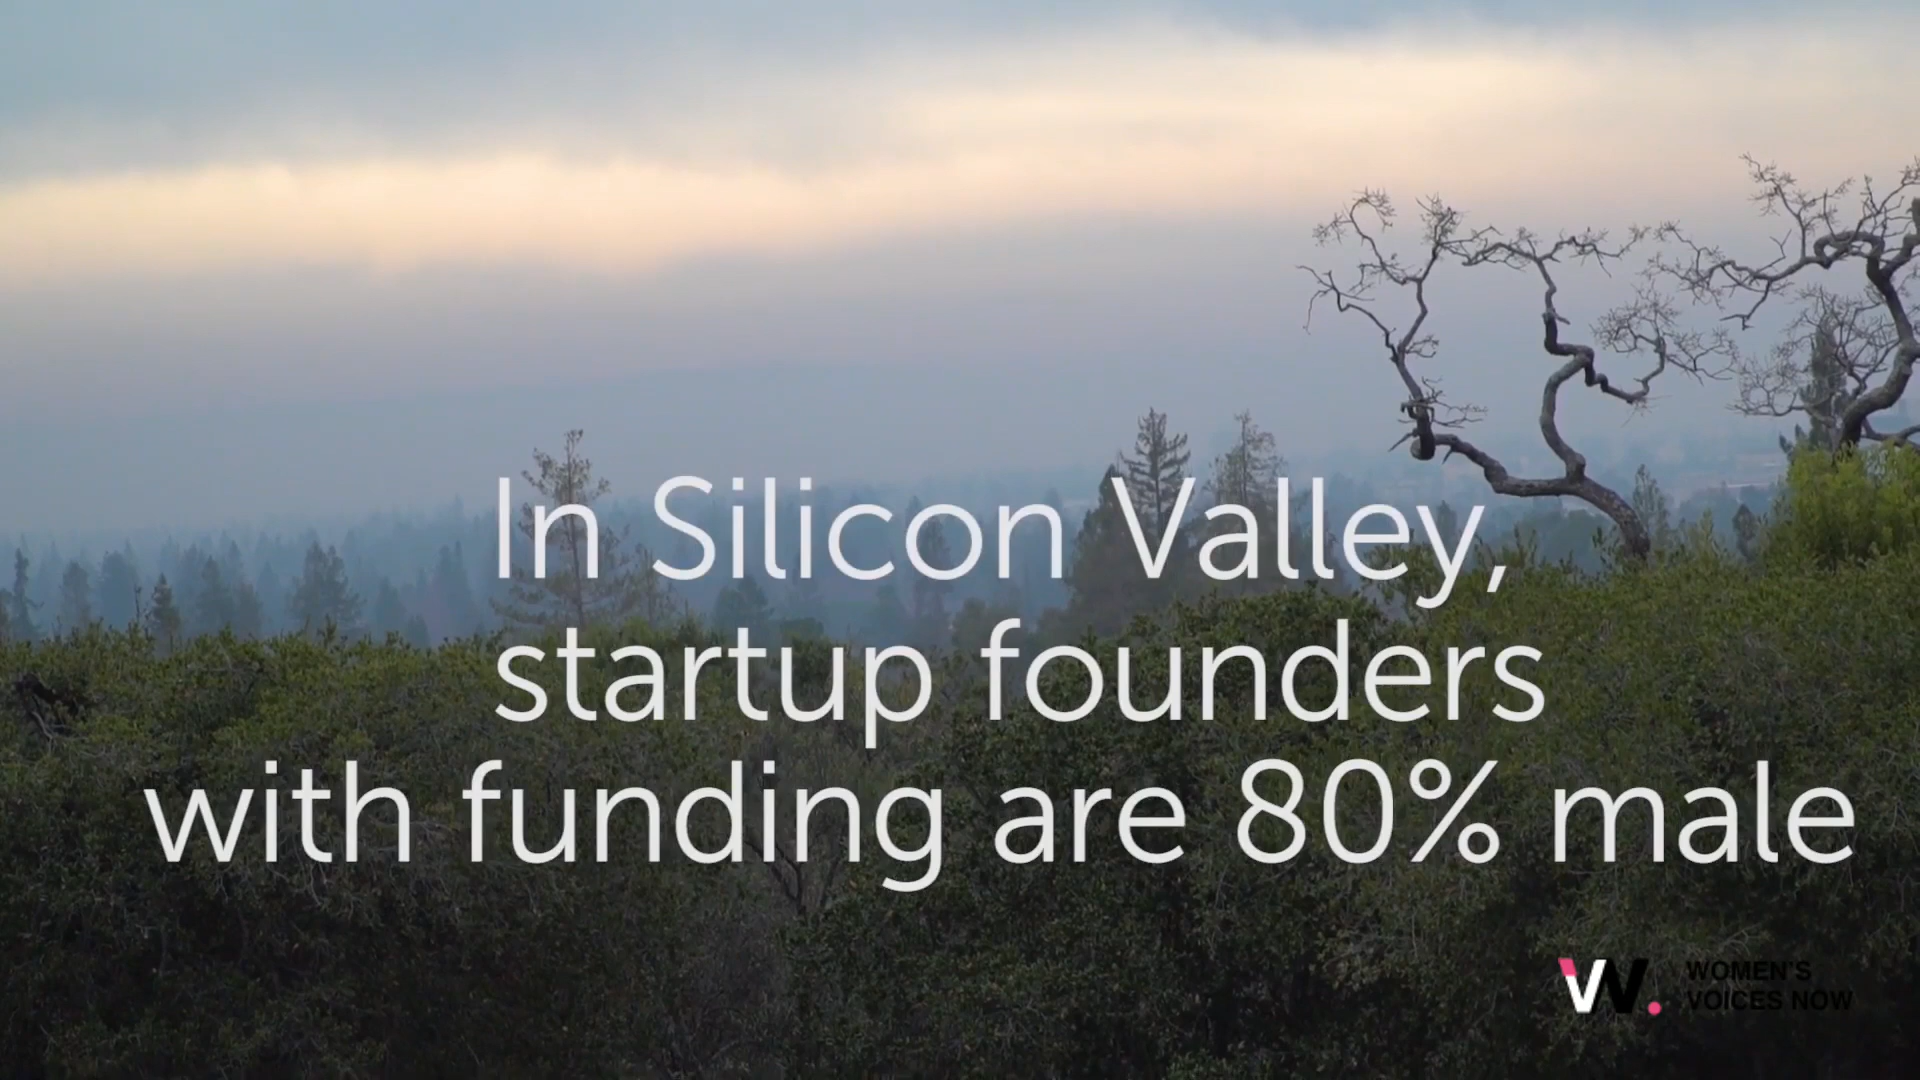 In Silicon Valley,
startup founders
with funding are 80% male
W.
WOMEN'S
VOICES NOW